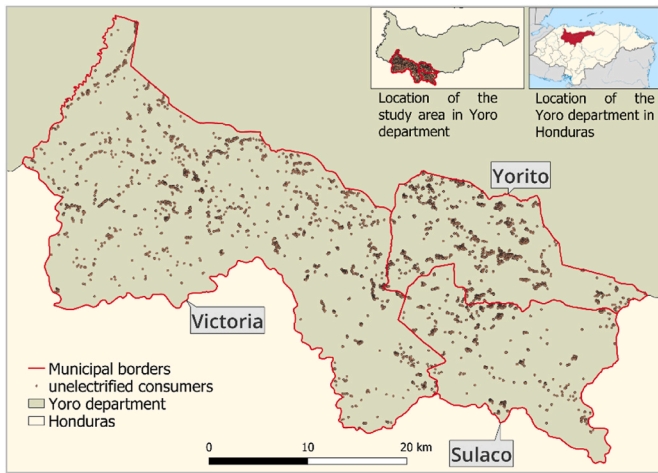 Location of the
study area in Yoro
department
Location of the
Yoro department in
Honduras
Yorito
Victoria
Sulaco
Municipal borders
unelectrified consumers
Yoro department
Honduras
0 10 20 km